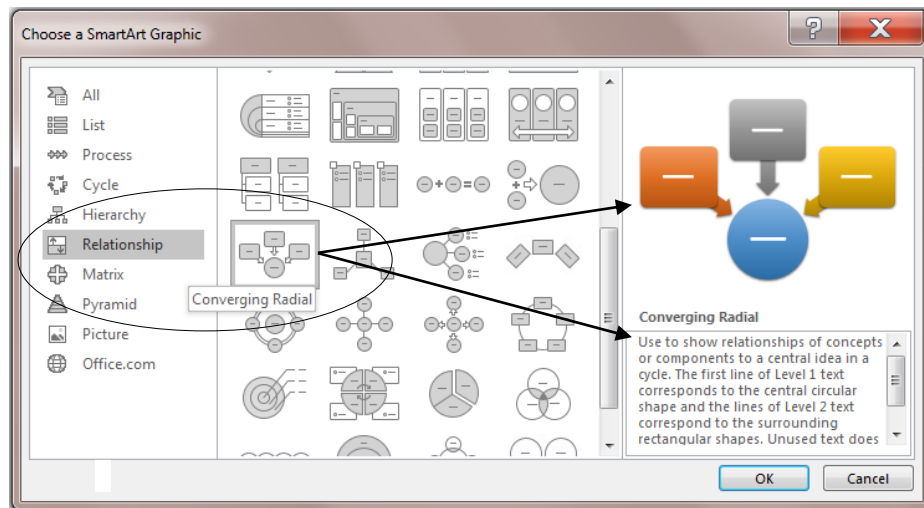 Choose a SmartArt Graphic
All
List
Process
Cycle
Hierarchy
Relationship
Matrix
Pyramid
Picture
Office.com
Converging Radial
Converging Radial
Use to show relationships of concepts
or components to a central idea in a
cycle. The first line of Level 1 text
corresponds to the central circular
shape and the lines of Level 2 text
correspond to the surrounding
rectangular shapes. Unused text does
OK
Cancel